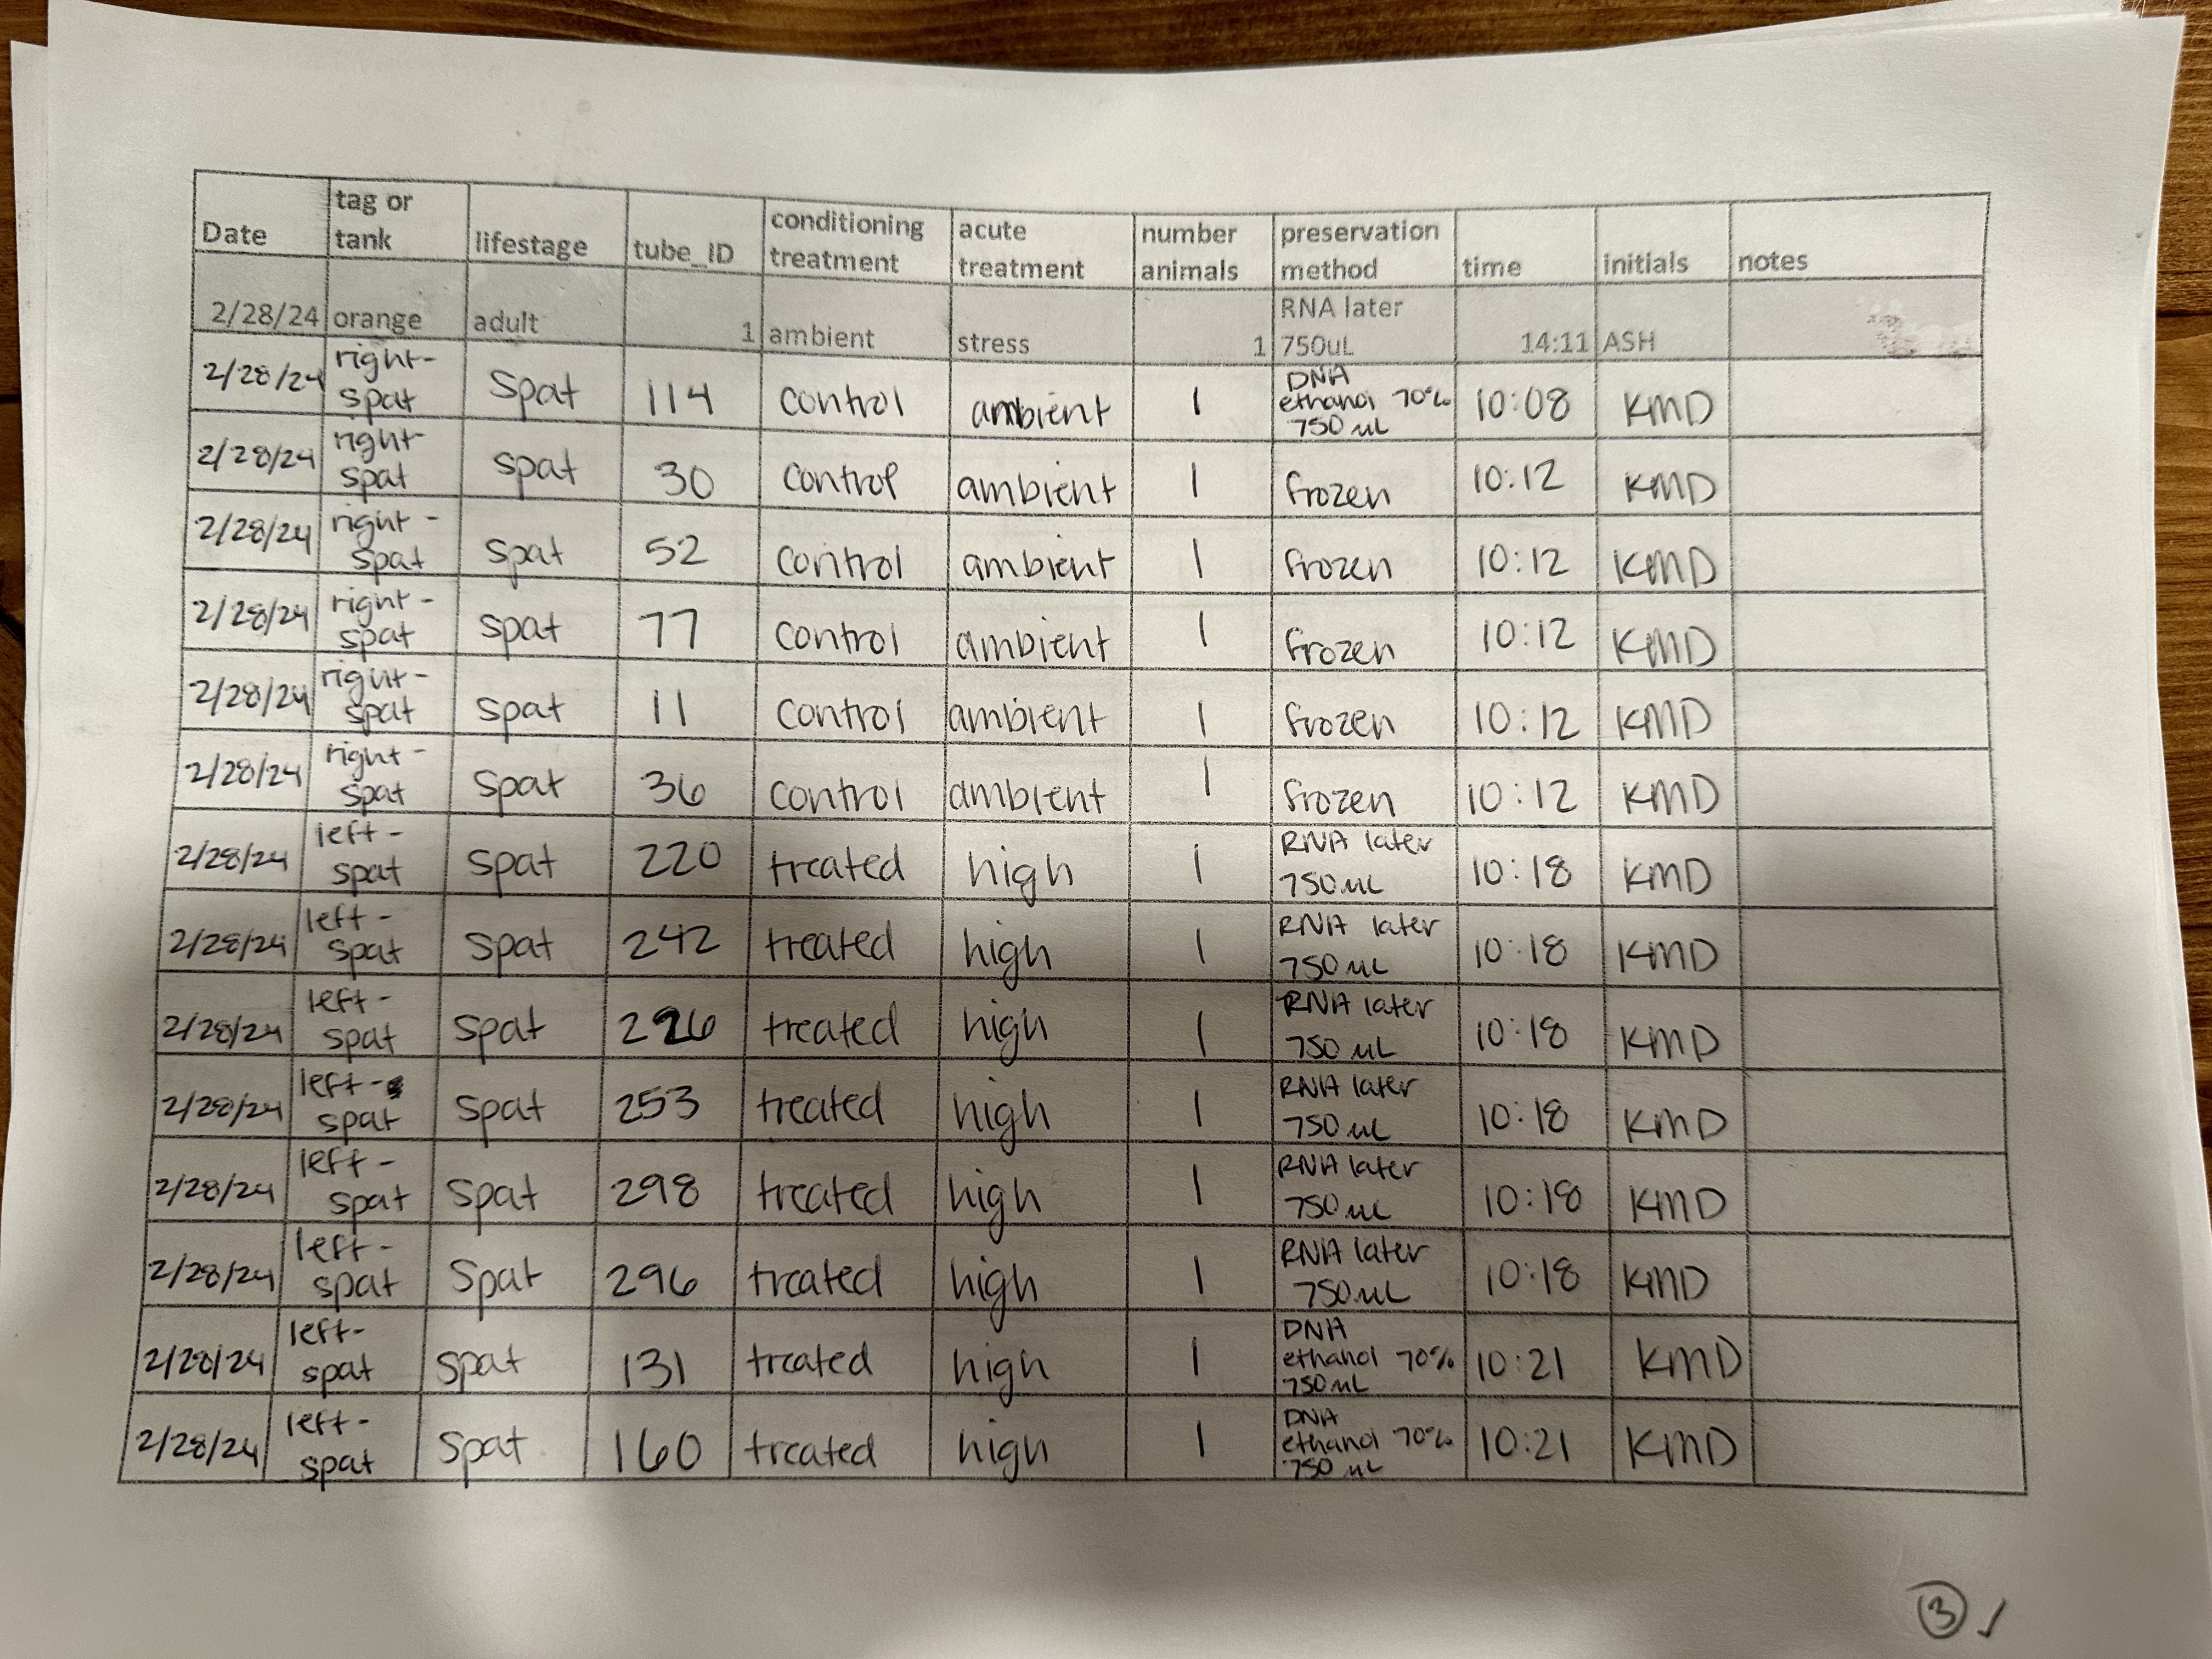 Date tag or tank lifestage tube_ID conditioning treatment acute treatment number animals preservation method time initials notes
2/28/24 orange adult 1 ambient stress 1 RNA later 750uL 14:11 ASH
2/28/24 right-spat spat 114 control ambient 1 DNA ethanol 70% 750 uL 10:08 KMD
2/28/24 right-spat spat 30 control ambient 1 frozen 10:12 KMD
2/28/24 right-spat spat 52 control ambient 1 frozen 10:12 KMD
2/28/24 right-spat spat 77 control ambient 1 frozen 10:12 KMD
2/28/24 right-spat spat 11 control ambient 1 frozen 10:12 KMD
2/28/24 right-spat spat 36 control ambient 1 frozen 10:12 KMD
2/28/24 left-spat spat 220 treated high 1 RNA later 750 uL 10:18 KMD
2/28/24 left-spat spat 242 treated high 1 RNA later 750 uL 10:18 KMD
2/28/24 left-spat spat 226 treated high 1 RNA later 750 uL 10:18 KMD
2/28/24 left-spat spat 253 treated high 1 RNA later 750 uL 10:18 KMD
2/28/24 left-spat spat 298 treated high 1 RNA later 750 uL 10:18 KMD
2/28/24 left-spat spat 296 treated high 1 RNA later 750 uL 10:18 KMD
2/28/24 left-spat spat 131 treated high 1 DNA ethanol 70% 750 uL 10:21 KMD
2/28/24 left-spat spat 160 treated high 1 DNA ethanol 70% 750 uL 10:21 KMD
3